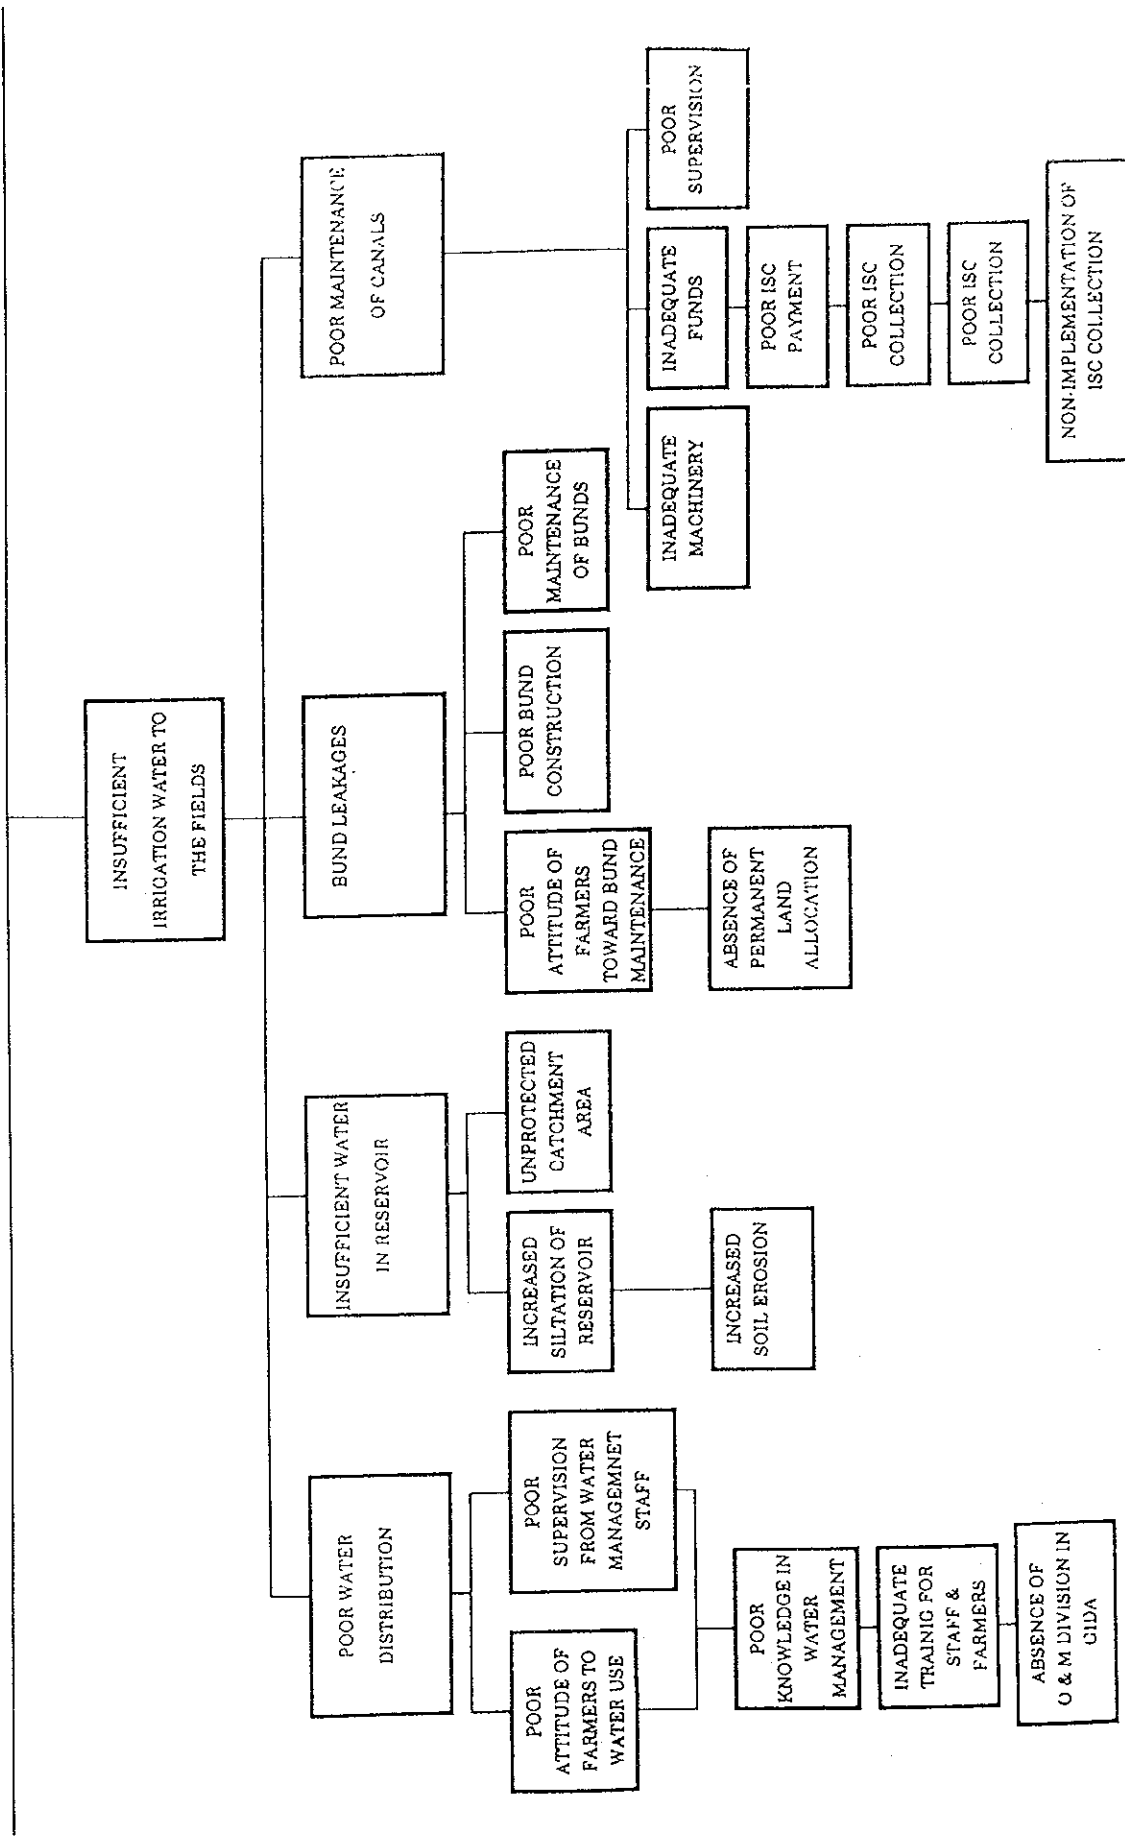 INSUFFICIENT
IRRIGATION WATER TO
THE FIELDS
POOR WATER
DISTRIBUTION
INSUFFICIENT WATER
IN RESERVOIR
BUND LEAKAGES
POOR MAINTENANCE
OF CANALS
POOR
ATTITUDE OF
FARMERS TO
WATER USE
POOR
SUPERVISION
FROM WATER
MANAGEMNET
STAFF
INCREASED
SILTATION OF
RESERVOIR
UNPROTECTED
CATCHMENT
AREA
POOR
ATTITUDE OF
FARMERS
TOWARD BUND
MAINTENANCE
POOR BUND
CONSTRUCTION
POOR
MAINTENANCE
OF BUNDS
INADEQUATE
MACHINERY
INADEQUATE
FUNDS
POOR
SUPERVISION
POOR
KNOWLEDGE IN
WATER
MANAGEMENT
INCREASED
SOIL EROSION
ABSENCE OF
PERMANENT
LAND
ALLOCATION
POOR ISC
PAYMENT
INADEQUATE
TRAINIG FOR
STAFF &
FARMERS
POOR ISC
COLLECTION
POOR ISC
COLLECTION
ABSENCE OF
O & M DIVISION IN
GIDA
NON-IMPLEMENTATION OF
ISC COLLECTION